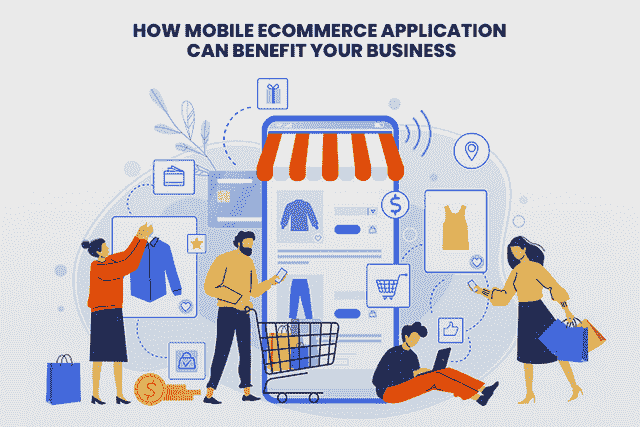 HOW MOBILE ECOMMERCE APPLICATION
CAN BENEFIT YOUR BUSINESS
$
$